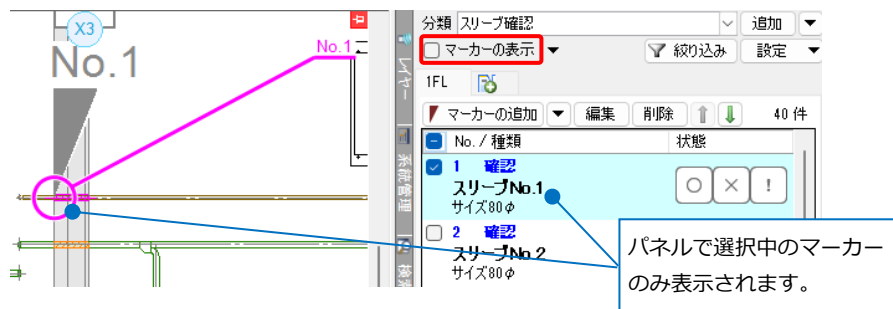 X3
No.1
No.1
分類 スリーブ確認 追加
マーカーの表示 絞り込み 設定
1FL
マーカーの追加 編集 削除 40 件
No. / 種類 状態
1 確認
スリーブNo.1
サイズ80φ
2 確認
スリーブNo.2
サイズ80φ
レイヤー
系統管理
パネルで選択中のマーカー
のみ表示されます。